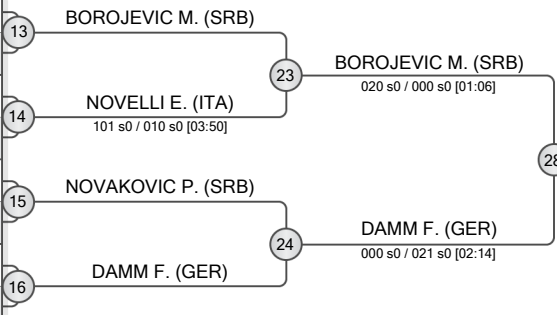 13
BOROJEVIC M. (SRB)
23
BOROJEVIC M. (SRB)
020 s0 / 000 s0 [01:06]
14
NOVELLI E. (ITA)
101 s0 / 010 s0 [03:50]
28
15
NOVAKOVIC P. (SRB)
24
DAMM F. (GER)
000 s0 / 021 s0 [02:14]
16
DAMM F. (GER)